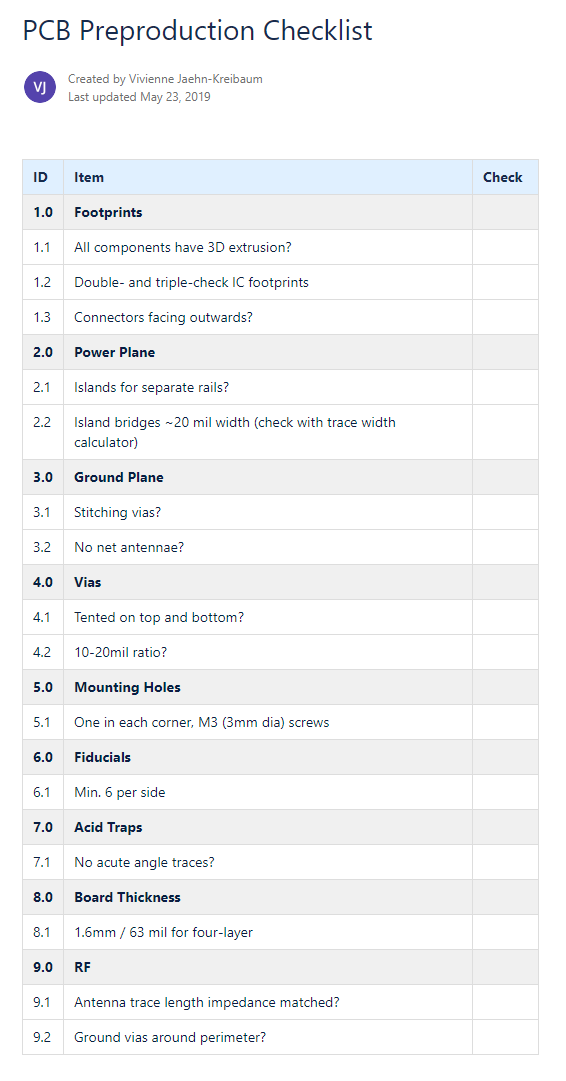 PCB Preproduction Checklist
VJ
Created by Vivienne Jaehn-Kreibaum
Last updated May 23, 2019
ID Item Check
1.0 Footprints
1.1 All components have 3D extrusion?
1.2 Double- and triple-check IC footprints
1.3 Connectors facing outwards?
2.0 Power Plane
2.1 Islands for separate rails?
2.2 Island bridges ~20 mil width (check with trace width
calculator)
3.0 Ground Plane
3.1 Stitching vias?
3.2 No net antennae?
4.0 Vias
4.1 Tented on top and bottom?
4.2 10-20mil ratio?
5.0 Mounting Holes
5.1 One in each corner, M3 (3mm dia) screws
6.0 Fiducials
6.1 Min. 6 per side
7.0 Acid Traps
7.1 No acute angle traces?
8.0 Board Thickness
8.1 1.6mm / 63 mil for four-layer
9.0 RF
9.1 Antenna trace length impedance matched?
9.2 Ground vias around perimeter?